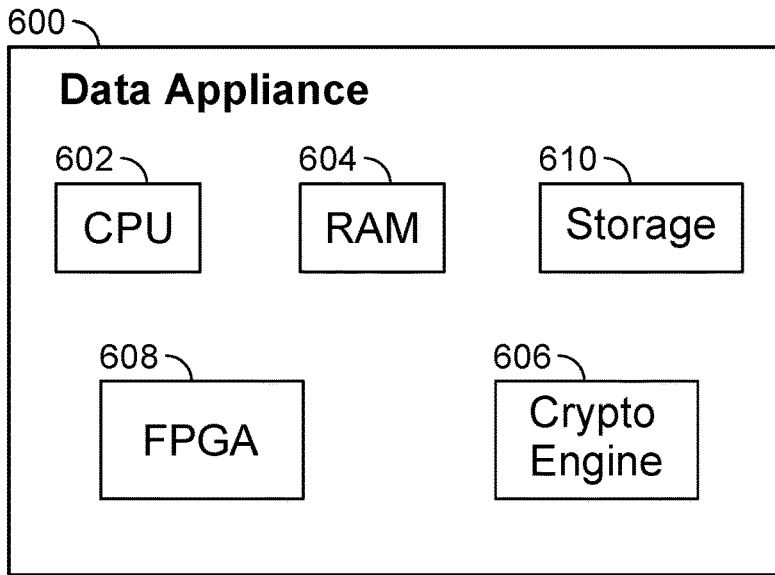 600
Data Appliance
602
604
610
CPU
RAM
Storage
608
606
FPGA
Crypto
Engine